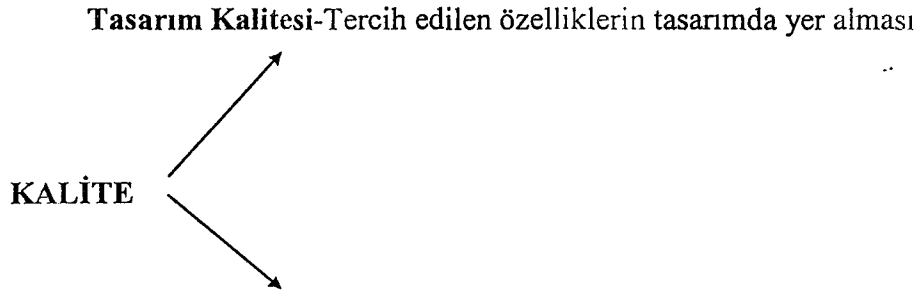 Tasarım Kalitesi-Tercih edilen özelliklerin tasarımda yer alması
KALİTE